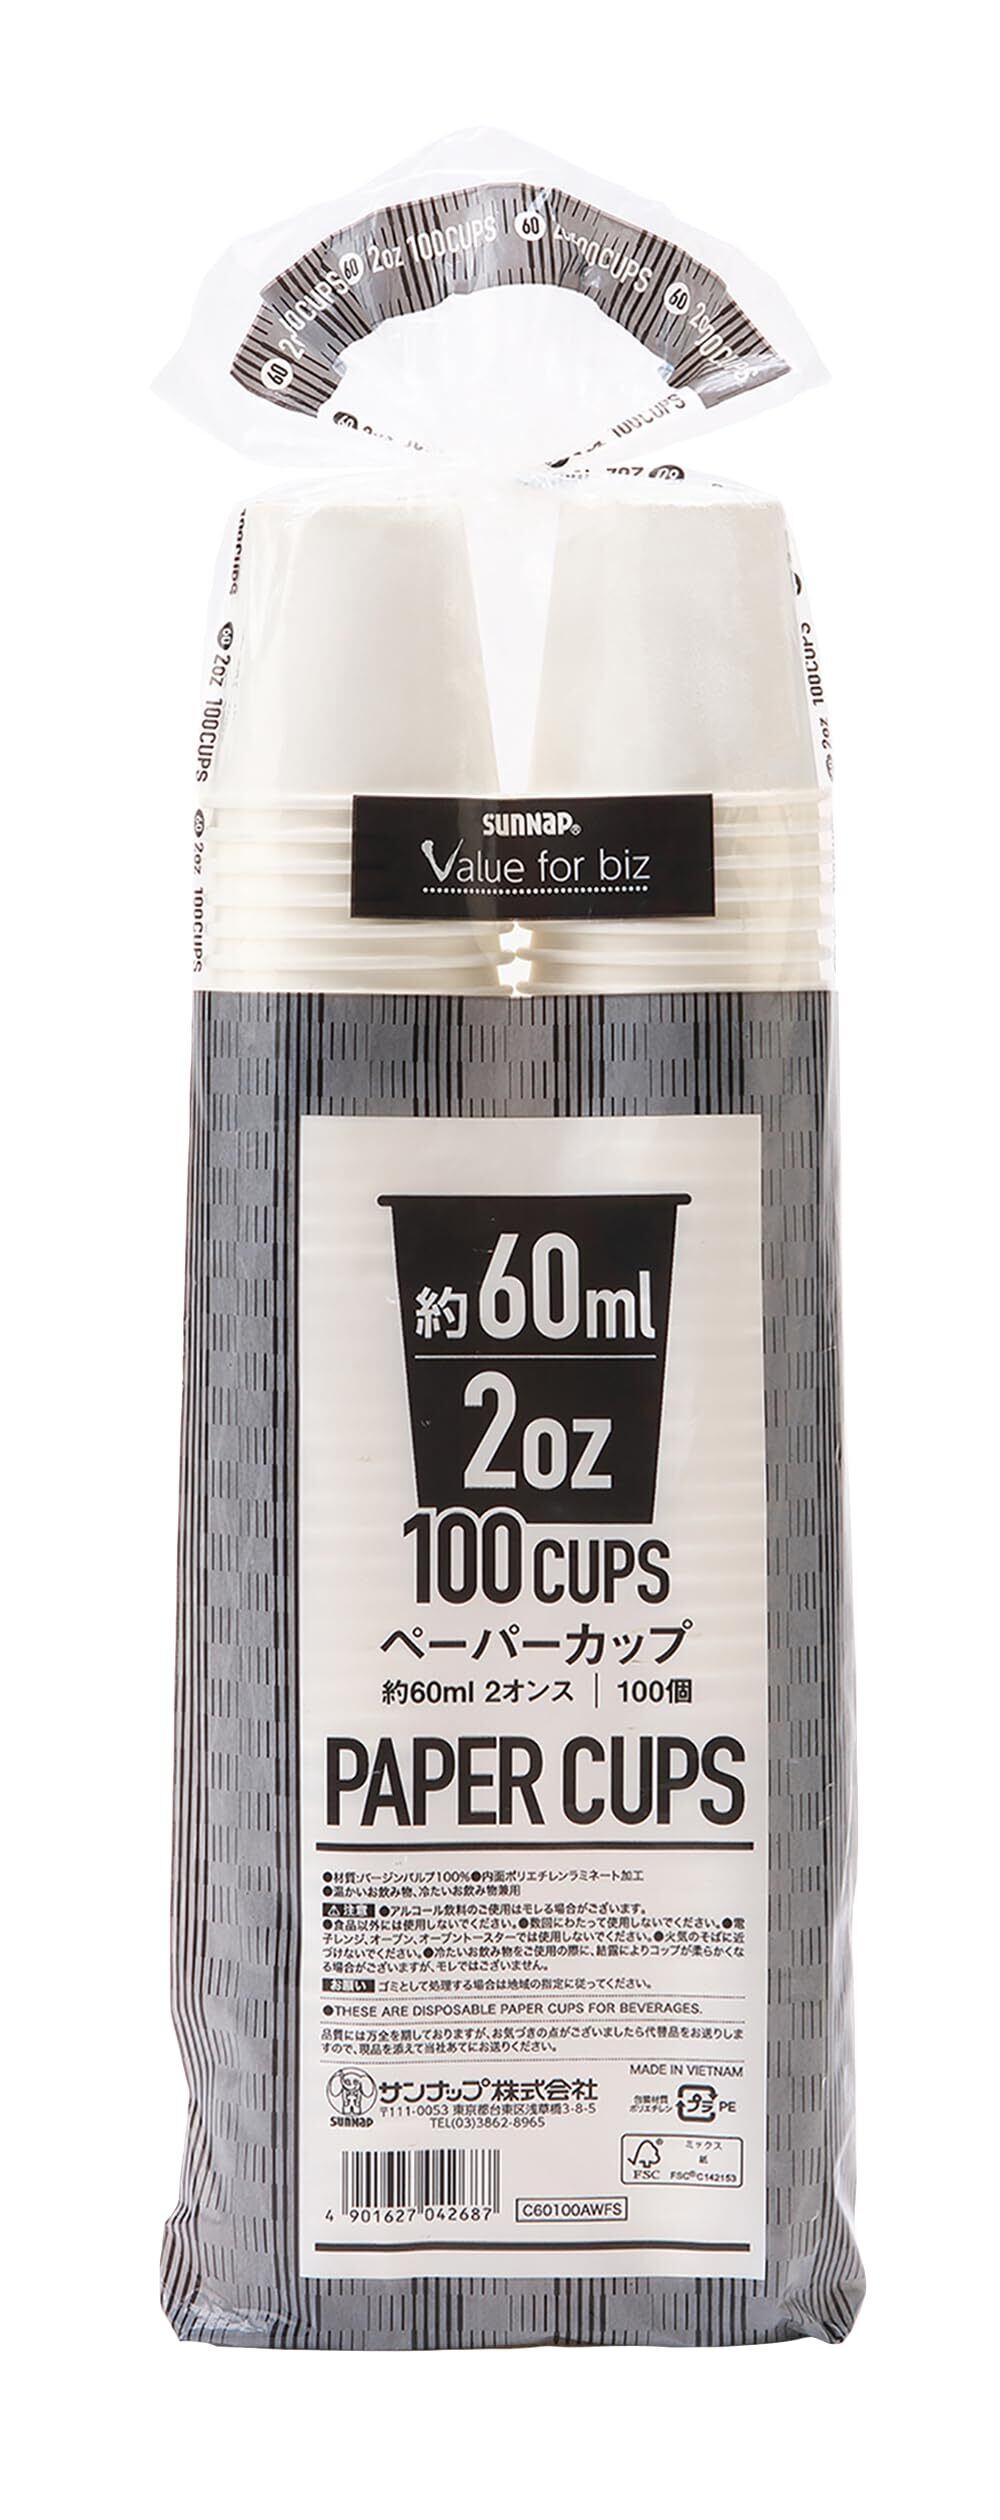 60 2oz 100CUPS 60 2oz 100CUPS 60
60
100CUPS
2oz 60
60 2oz 100CUPS
60 2oz 100CUPS
100CUPS 2oz
sunnap®
Value for biz
約60ml
2oz
100 CUPS
ペーパーカップ
約60ml 2オンス | 100個
PAPER CUPS
●材質:バージンパルプ100%●内面ポリエチレンラミネート加工
●温かいお飲み物、冷たいお飲み物兼用
⚠注意 ●アルコール飲料のご使用はモレる場合がございます。
●食品以外には使用しないでください。●数回にわたって使用しないでください。●電
子レンジ、オーブン、オーブントースターでは使用しないでください。●火気のそばに近
づけないでください。●冷たいお飲み物をご使用の際に、結露によりコップが柔らかくな
る場合がございますが、モレではございません。
お願い ゴミとして処理する場合は地域の指定に従ってください。
●THESE ARE DISPOSABLE PAPER CUPS FOR BEVERAGES.
品質には万全を期しておりますが、お気づきの点がございましたら代替品をお送りしま
すので、現品を添えて当社あてにお送りください。
MADE IN VIETNAM
サンナップ株式会社
SUNNAP
〒111-0053 東京都台東区浅草橋3-8-5
TEL(03)3862-8965
包装材質
ポリエチレン
プラ PE
FSC
ミックス
紙
FSC® C142153
4 901627 042687
C60100AWFS